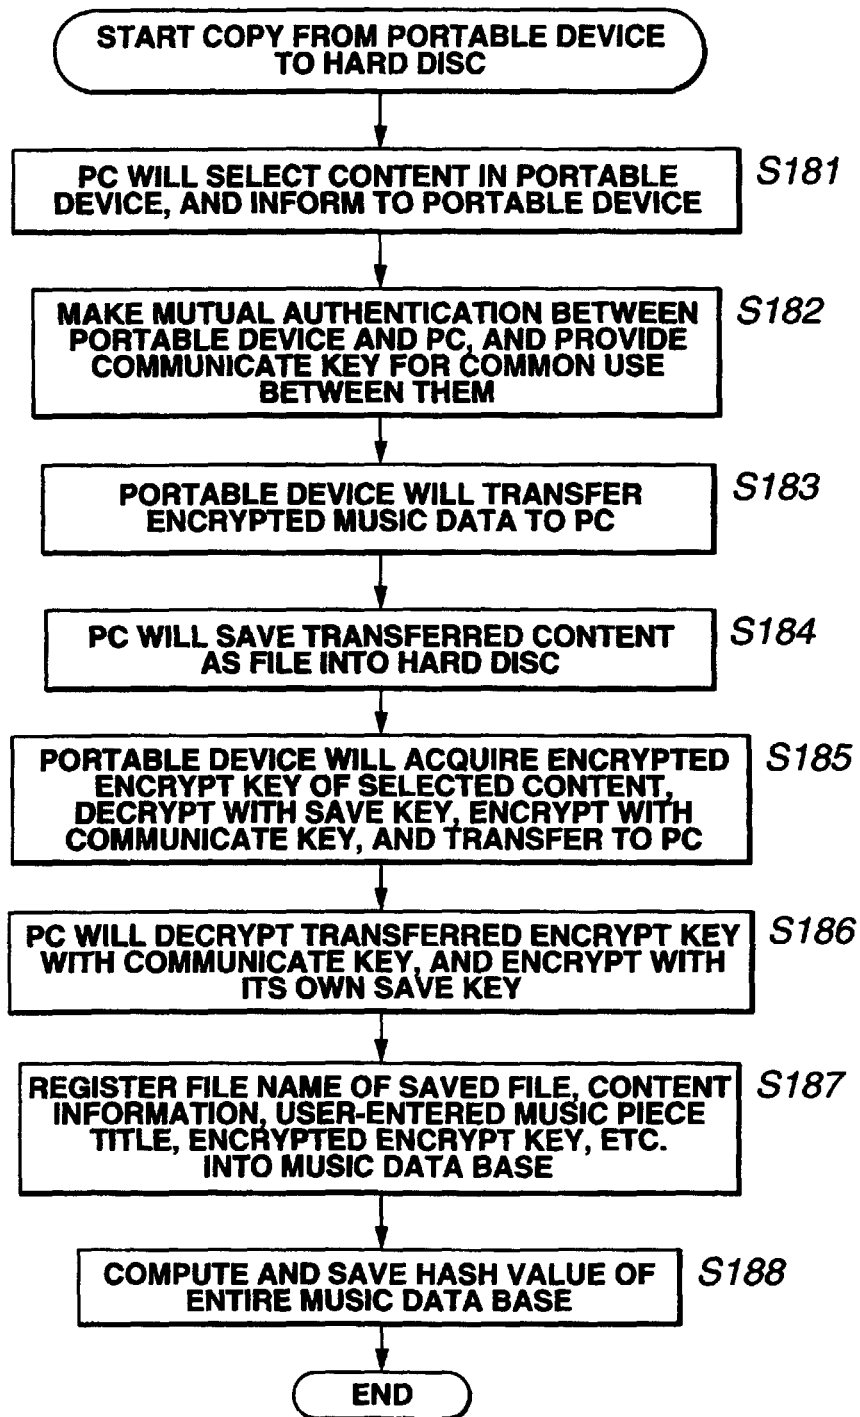 START COPY FROM PORTABLE DEVICE
TO HARD DISC
PC WILL SELECT CONTENT IN PORTABLE
DEVICE, AND INFORM TO PORTABLE DEVICE
S181
MAKE MUTUAL AUTHENTICATION BETWEEN
PORTABLE DEVICE AND PC, AND PROVIDE
COMMUNICATE KEY FOR COMMON USE
BETWEEN THEM
S182
PORTABLE DEVICE WILL TRANSFER
ENCRYPTED MUSIC DATA TO PC
S183
PC WILL SAVE TRANSFERRED CONTENT
AS FILE INTO HARD DISC
S184
PORTABLE DEVICE WILL ACQUIRE ENCRYPTED
ENCRYPT KEY OF SELECTED CONTENT,
DECRYPT WITH SAVE KEY, ENCRYPT WITH
COMMUNICATE KEY, AND TRANSFER TO PC
S185
PC WILL DECRYPT TRANSFERRED ENCRYPT KEY
WITH COMMUNICATE KEY, AND ENCRYPT WITH
ITS OWN SAVE KEY
S186
REGISTER FILE NAME OF SAVED FILE, CONTENT
INFORMATION, USER-ENTERED MUSIC PIECE
TITLE, ENCRYPTED ENCRYPT KEY, ETC.
INTO MUSIC DATA BASE
S187
COMPUTE AND SAVE HASH VALUE OF
ENTIRE MUSIC DATA BASE
S188
END